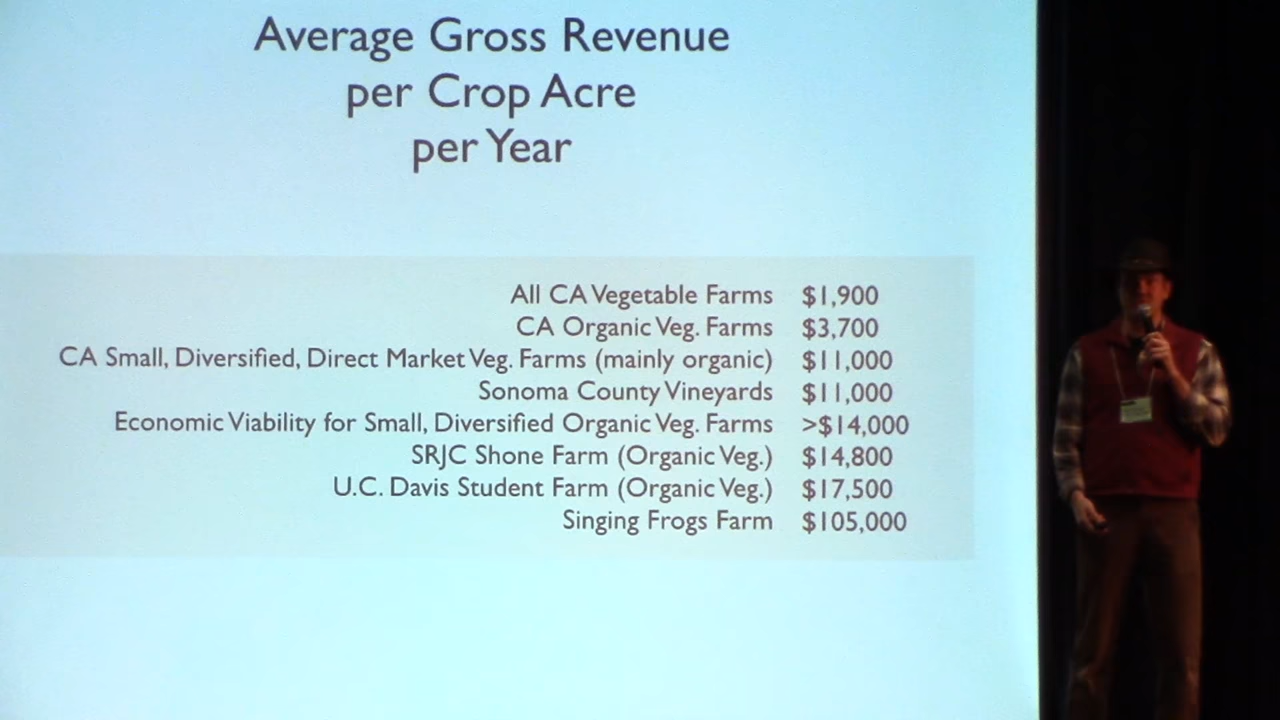 Average Gross Revenue
per Crop Acre
per Year
All CA Vegetable Farms $1,900
CA Organic Veg. Farms $3,700
CA Small, Diversified, Direct Market Veg. Farms (mainly organic) $11,000
Sonoma County Vineyards $11,000
Economic Viability for Small, Diversified Organic Veg. Farms >$14,000
SRJC Shone Farm (Organic Veg.) $14,800
U.C. Davis Student Farm (Organic Veg.) $17,500
Singing Frogs Farm $105,000